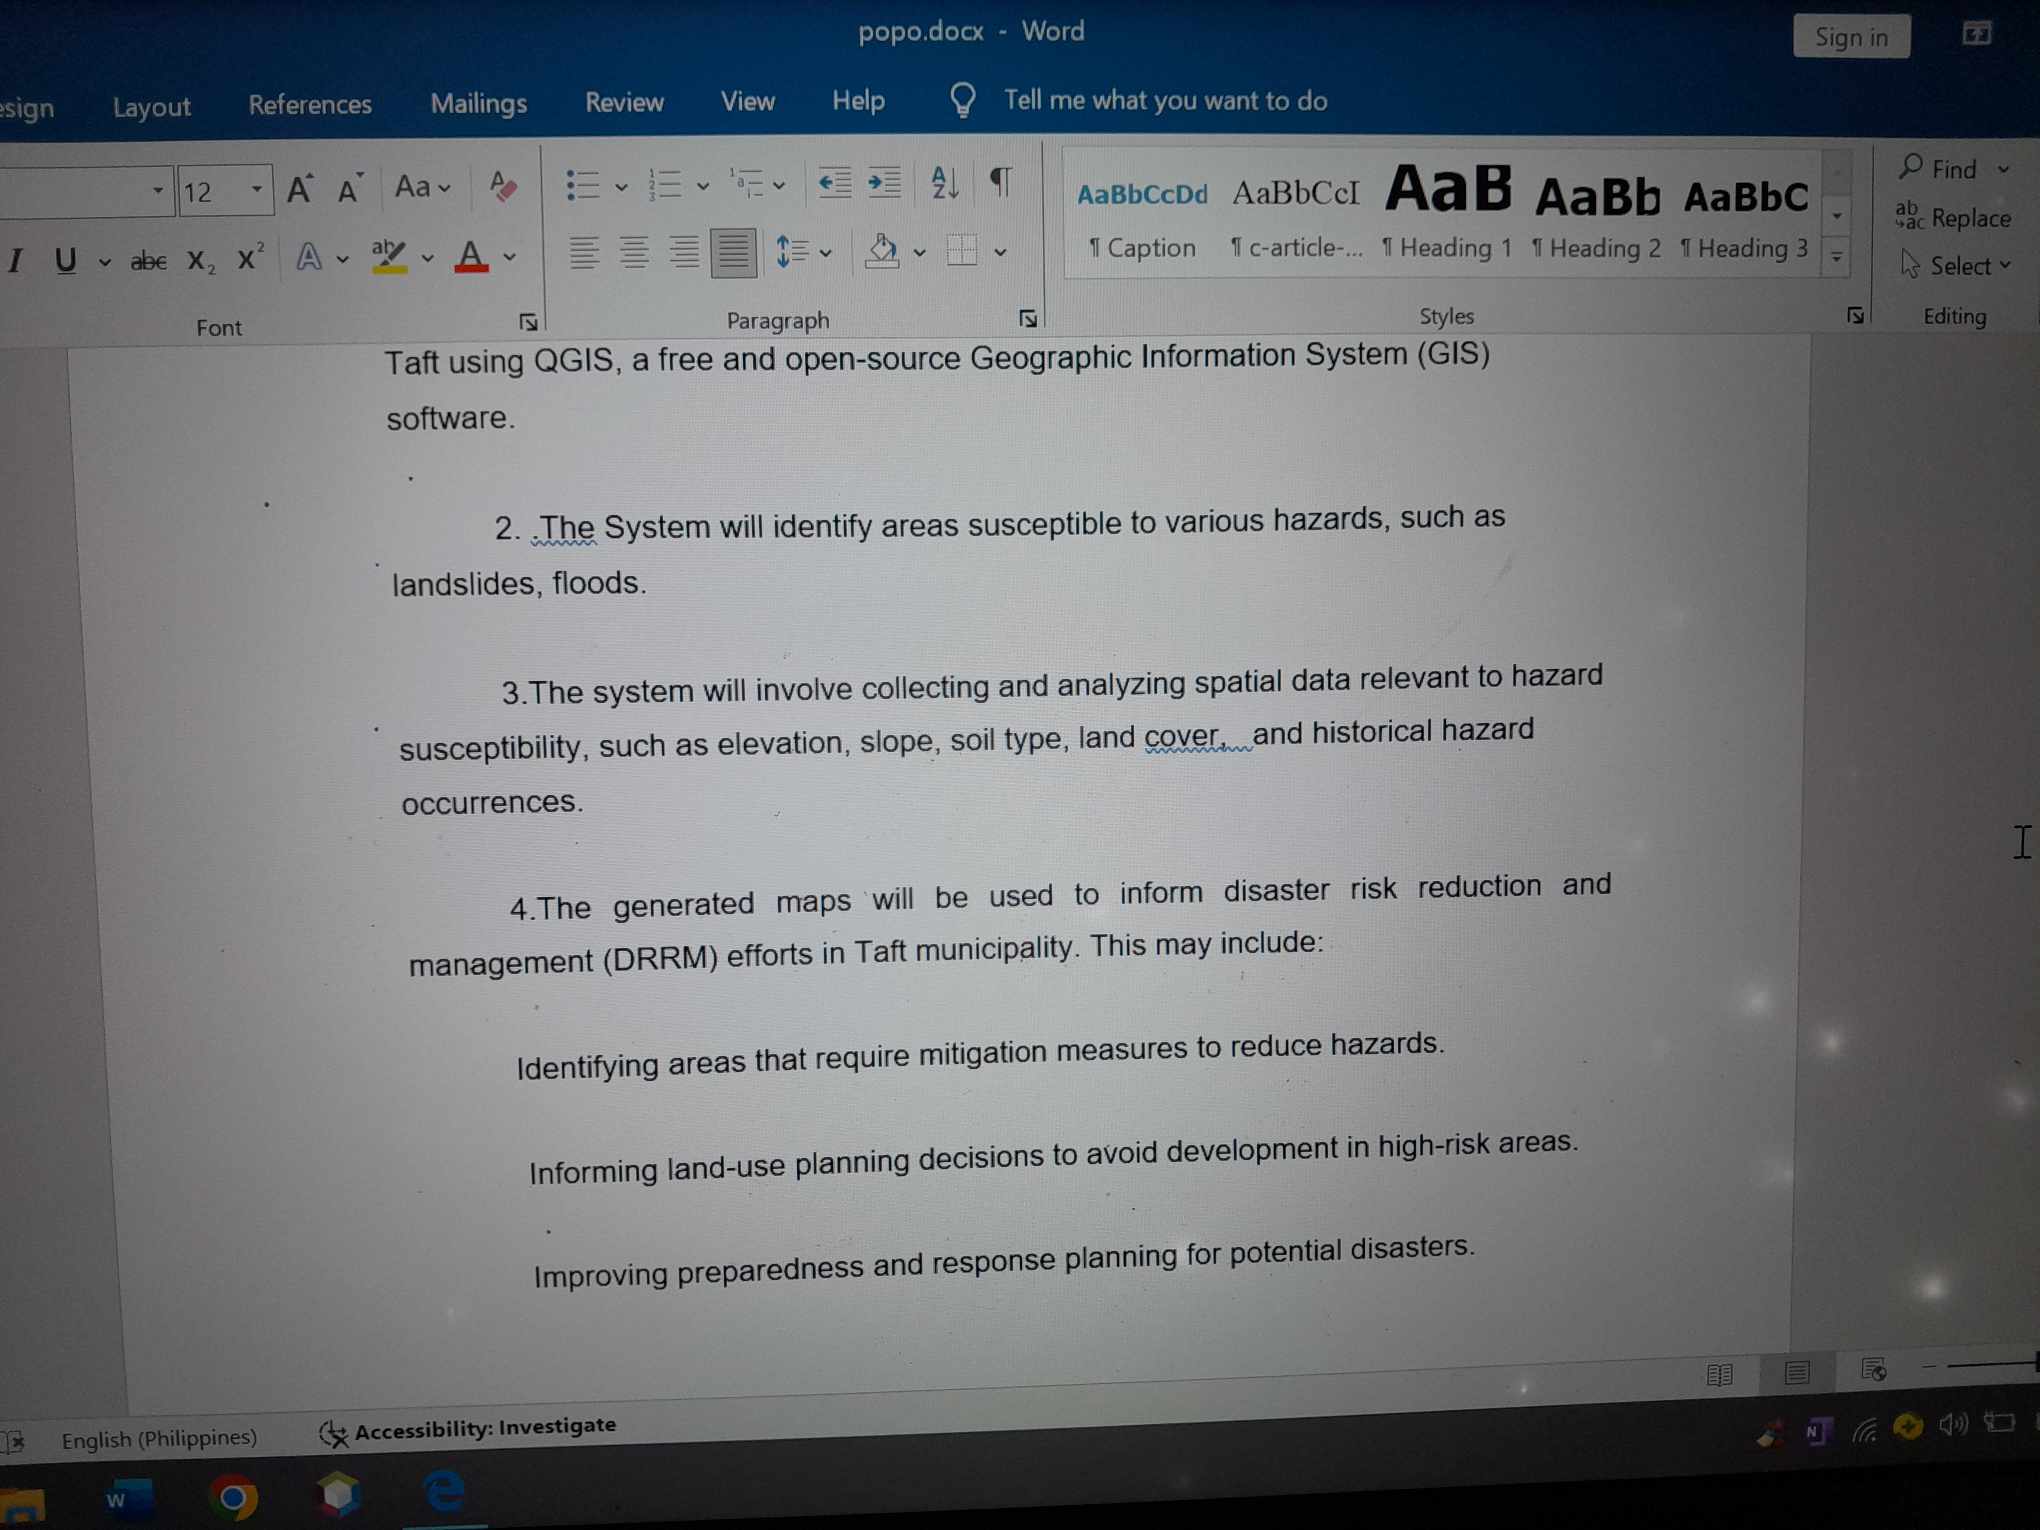 popo.docx - Word
Sign in
esign Layout References Mailings Review View Help Tell me what you want to do
12 A A Aa A
I U abc X₂ X² A ab A
AaBbCcDd AaBbCcI AaB AaBb AaBbC
¶ Caption ¶ c-article-... ¶ Heading 1 ¶ Heading 2 ¶ Heading 3
Find
Replace
Select
Font Paragraph Styles Editing
Taft using QGIS, a free and open-source Geographic Information System (GIS)
software.
2. .The System will identify areas susceptible to various hazards, such as
landslides, floods.
3.The system will involve collecting and analyzing spatial data relevant to hazard
susceptibility, such as elevation, slope, soil type, land cover, and historical hazard
occurrences.
4.The generated maps will be used to inform disaster risk reduction and
management (DRRM) efforts in Taft municipality. This may include:
Identifying areas that require mitigation measures to reduce hazards.
Informing land-use planning decisions to avoid development in high-risk areas.
Improving preparedness and response planning for potential disasters.
English (Philippines) Accessibility: Investigate